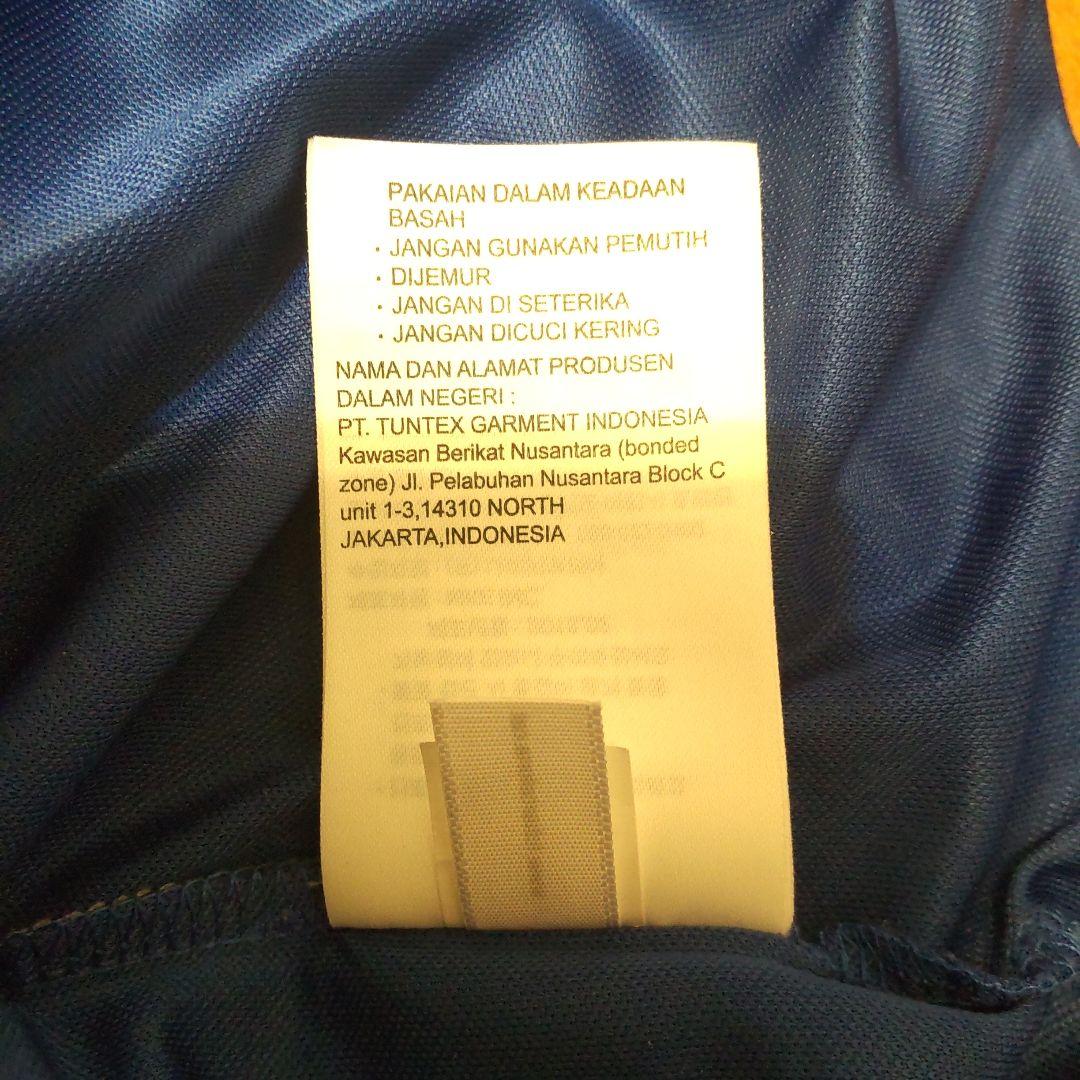 PAKAIAN DALAM KEADAAN
BASAH
· JANGAN GUNAKAN PEMUTIH
· DIJEMUR
· JANGAN DI SETERIKA
· JANGAN DICUCI KERING
NAMA DAN ALAMAT PRODUSEN
DALAM NEGERI :
PT. TUNTEX GARMENT INDONESIA
Kawasan Berikat Nusantara (bonded
zone) Jl. Pelabuhan Nusantara Block C
unit 1-3,14310 NORTH
JAKARTA,INDONESIA